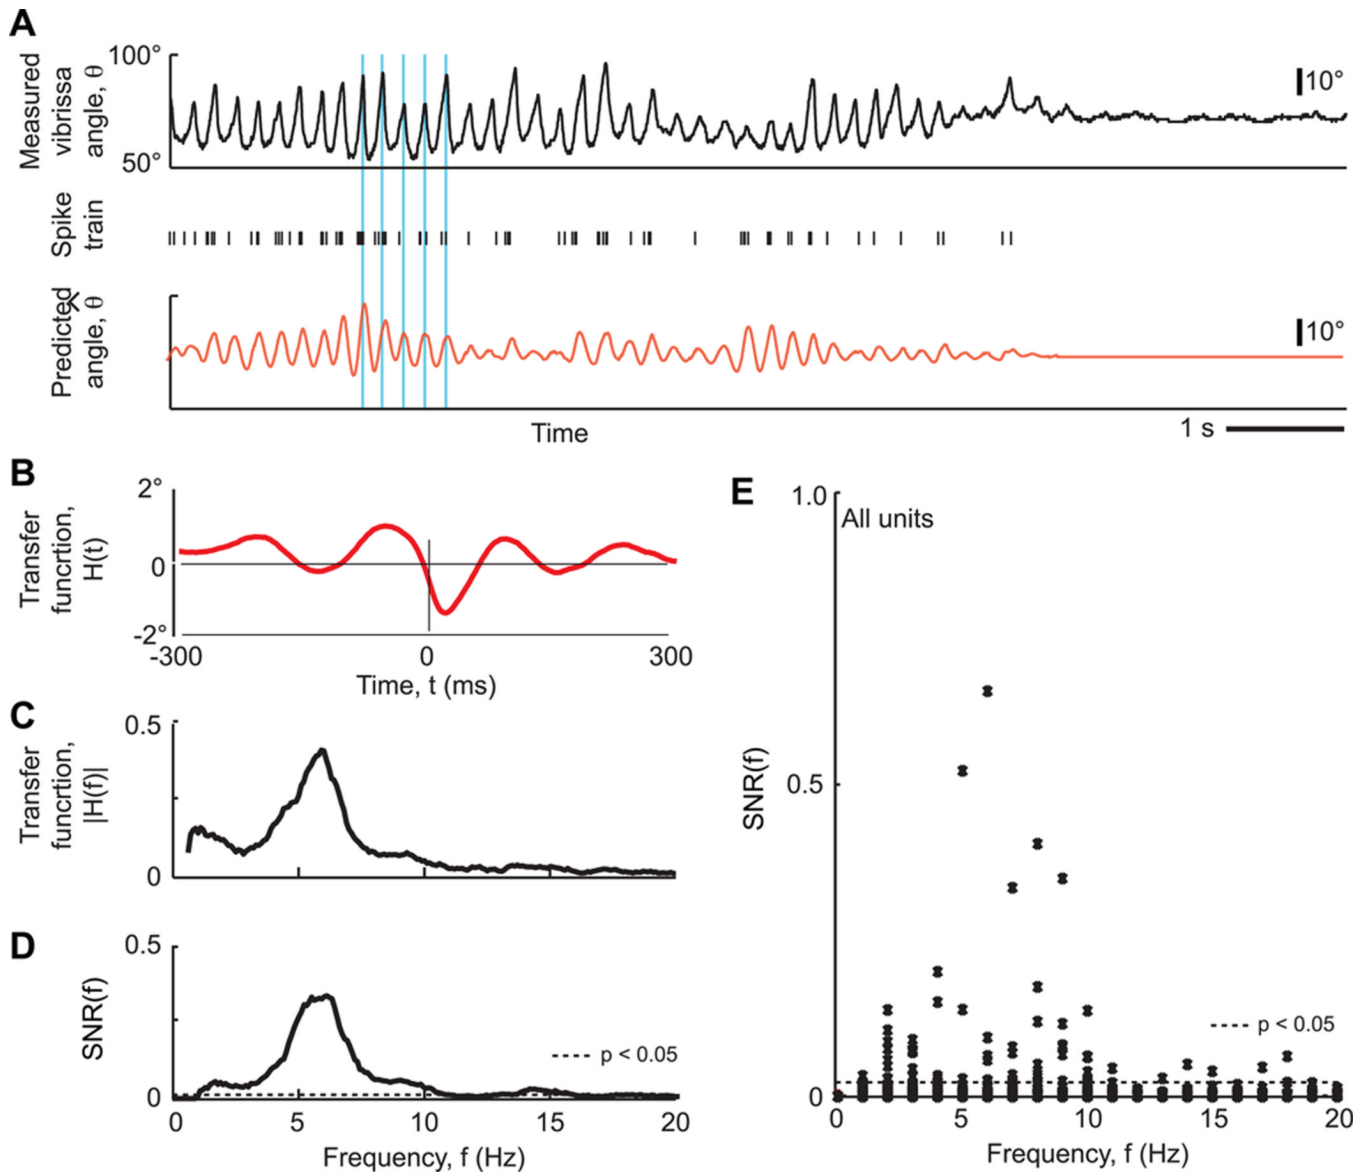 A
Measured
vibrissa
angle, θ
100°
50°
10°
Spike
train
Predicted
angle, θ̂
10°
Time
1 s
B
Transfer
funcrtion,
H(t)
2°
0
-2°
-300
0
300
Time, t (ms)
C
Transfer
funcrtion,
|H(f)|
0.5
0
D
SNR(f)
0.5
0
p < 0.05
0
5
10
15
20
Frequency, f (Hz)
E
All units
SNR(f)
1.0
0.5
0
p < 0.05
0
5
10
15
20
Frequency, f (Hz)